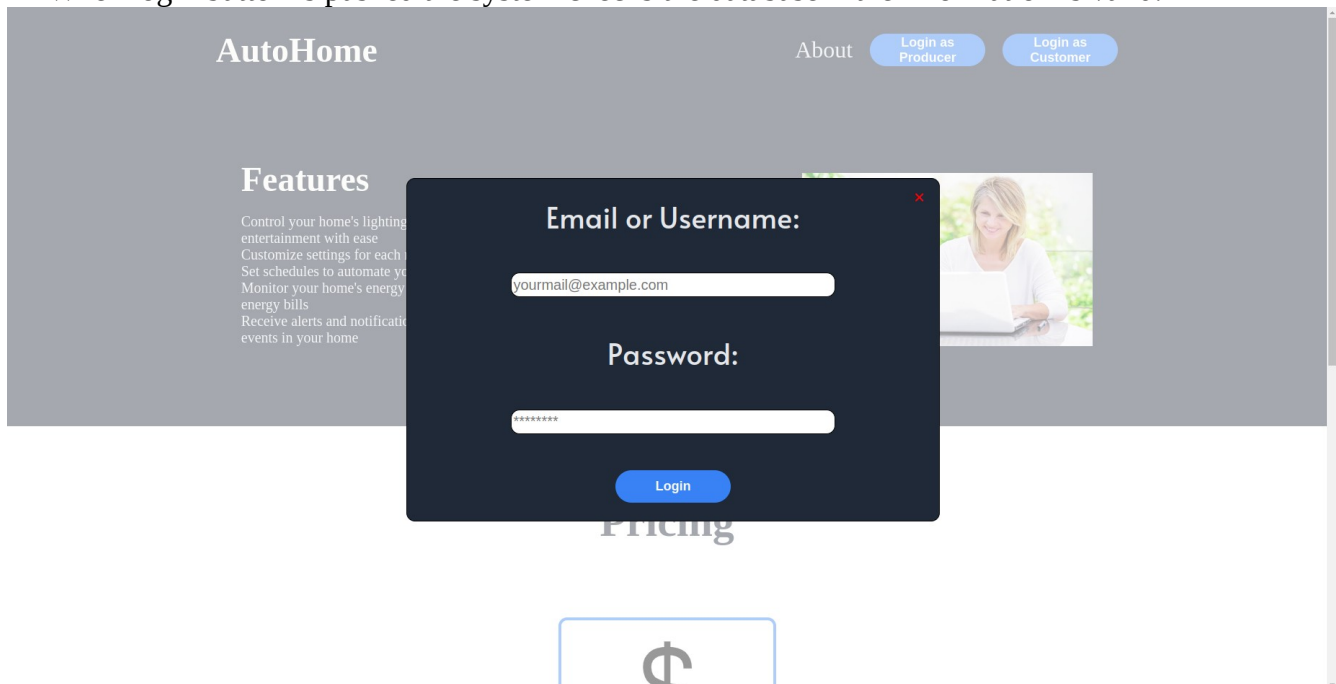 AutoHome
About
Login as
Producer
Login as
Customer
Features
Control your home's lighting
entertainment with ease
Customize settings for each
Set schedules to automate
Monitor your home's energy
energy bills
Receive alerts and
events in your home
×
Email or Username:
yourmail@example.com
Password:
********
Login
Pricing
$